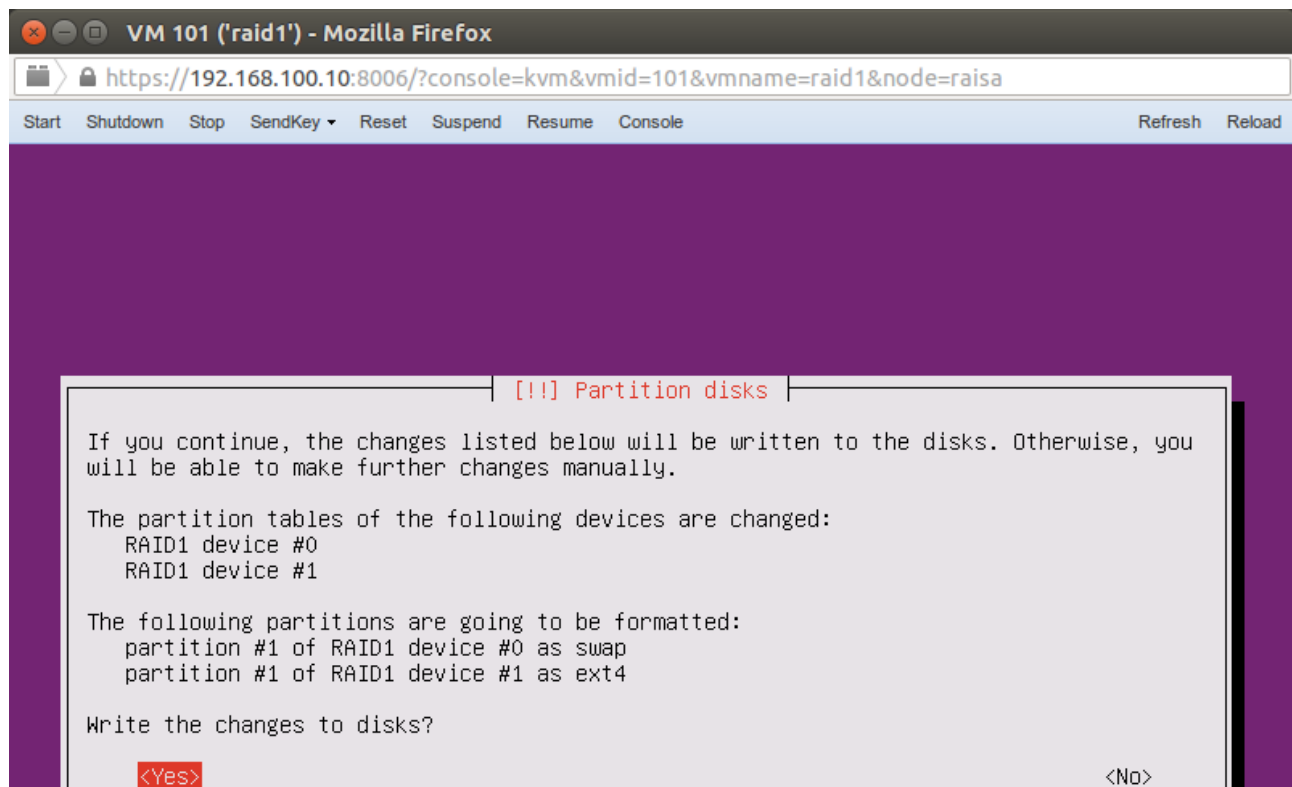 VM 101 ('raid1') - Mozilla Firefox
https://192.168.100.10:8006/?console=kvm&vmid=101&vmname=raid1&node=raisa
Start Shutdown Stop SendKey Reset Suspend Resume Console Refresh Reload
[!!] Partition disks
If you continue, the changes listed below will be written to the disks. Otherwise, you
will be able to make further changes manually.
The partition tables of the following devices are changed:
RAID1 device #0
RAID1 device #1
The following partitions are going to be formatted:
partition #1 of RAID1 device #0 as swap
partition #1 of RAID1 device #1 as ext4
Write the changes to disks?
<Yes> <No>